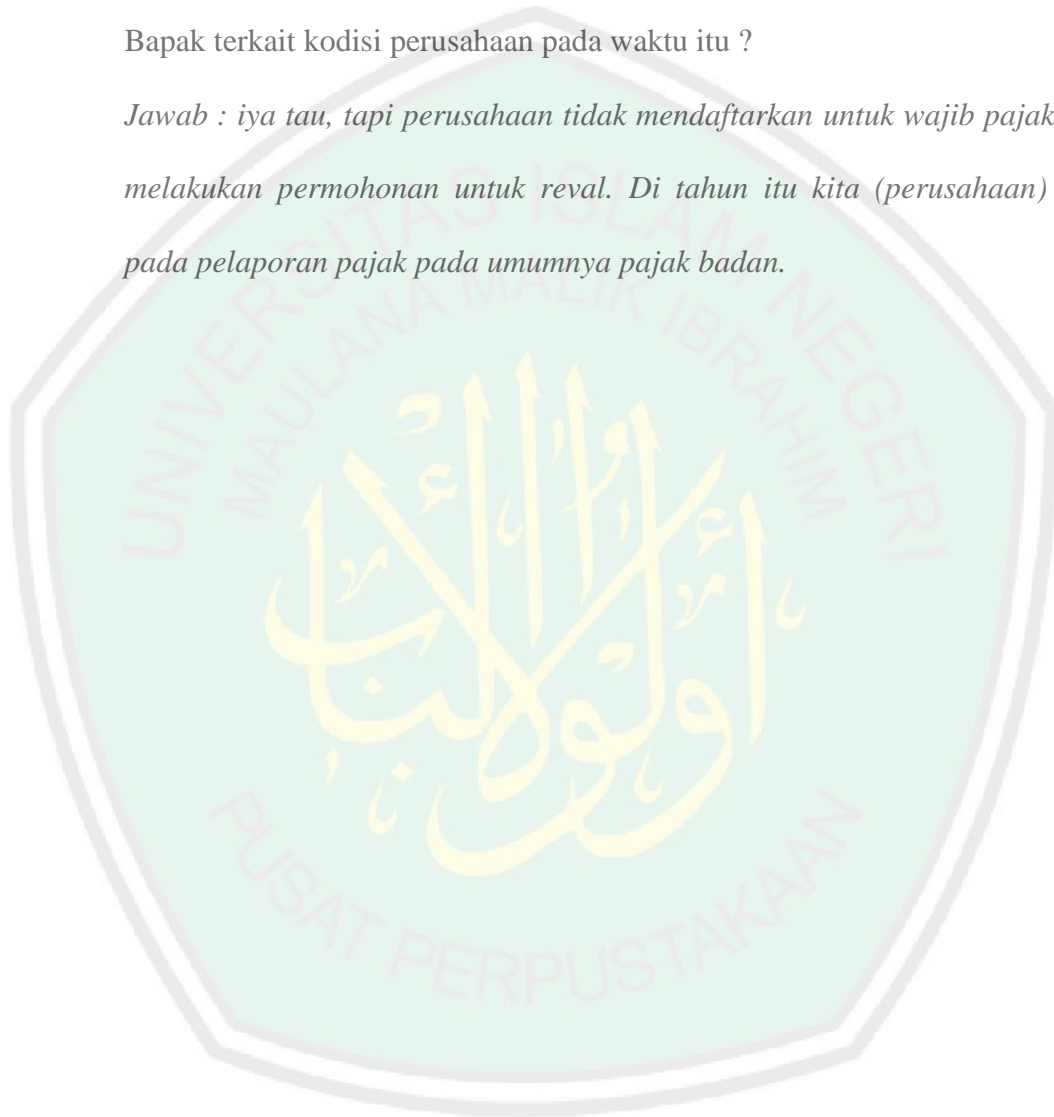 Bapak terkait kodisi perusahaan pada waktu itu ?
Jawab : iya tau, tapi perusahaan tidak mendaftarkan untuk wajib pajak
melakukan permohonan untuk reval. Di tahun itu kita (perusahaan)
pada pelaporan pajak pada umumnya pajak badan.
UNIVERSITAS ISLAM NEGERI
MAULANA MALIK IBRAHIM
أولوا الألباب
PUSAT PERPUSTAKAAN